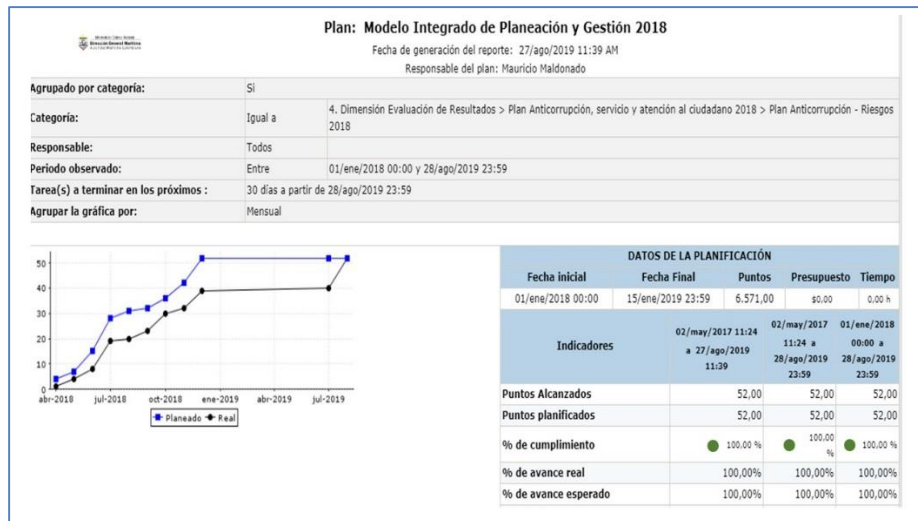 Plan: Modelo Integrado de Planeación y Gestión 2018
Fecha de generación del reporte: 27/ago/2019 11:39 AM
Responsable del plan: Mauricio Maldonado
Dirección General Marítima
Agrupado por categoría: Si
Categoría: Igual a 4. Dimensión Evaluación de Resultados > Plan Anticorrupción, servicio y atención al ciudadano 2018 > Plan Anticorrupción - Riesgos
2018
Responsable: Todos
Periodo observado: Entre 01/ene/2018 00:00 y 28/ago/2019 23:59
Tarea(s) a terminar en los próximos : 30 días a partir de 28/ago/2019 23:59
Agrupar la gráfica por: Mensual
50
40
30
20
10
0
abr-2018 jul-2018 oct-2018 ene-2019 abr-2019 jul-2019
Planeado Real
DATOS DE LA PLANIFICACIÓN
Fecha inicial Fecha Final Puntos Presupuesto Tiempo
01/ene/2018 00:00 15/ene/2019 23:59 6.571,00 $0,00 0,00 h
Indicadores
02/may/2017 11:24
a 27/ago/2019
11:39
02/may/2017
11:24 a
28/ago/2019
23:59
01/ene/2018
00:00 a
28/ago/2019
23:59
Puntos Alcanzados 52,00 52,00 52,00
Puntos planificados 52,00 52,00 52,00
% de cumplimiento 100,00 % 100,00 % 100,00 %
% de avance real 100,00% 100,00% 100,00%
% de avance esperado 100,00% 100,00% 100,00%